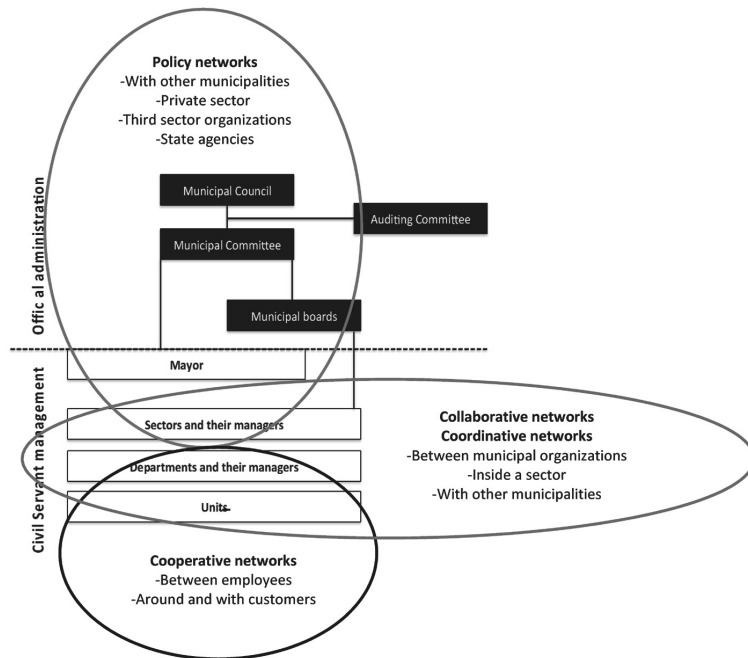 Policy networks
-With other municipalities
-Private sector
-Third sector organizations
-State agencies
Municipal Council
Auditing Committee
Municipal Committee
Municipal boards
Offic al administration
Mayor
Civil Servant management
Sectors and their managers
Departments and their managers
Units
Collaborative networks
Coordinative networks
-Between municipal organizations
-Inside a sector
-With other municipalities
Cooperative networks
-Between employees
-Around and with customers